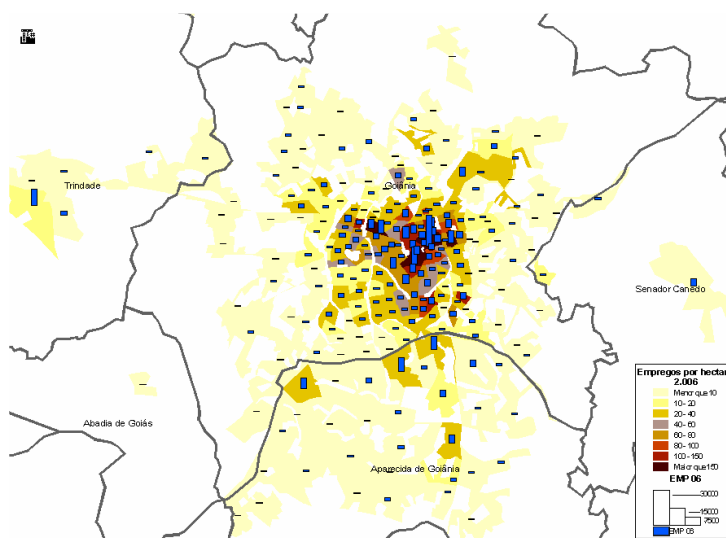 Trindade
Goiânia
Senador Canedo
Abadia de Goiás
Aparecida de Goiânia
Empregos por hectar
2.006
Menor que 10
10 - 20
20 - 40
40 - 60
60 - 80
80 - 100
100 - 150
Maior que 150
EMP 06
30000
15000
7500
EMP 06